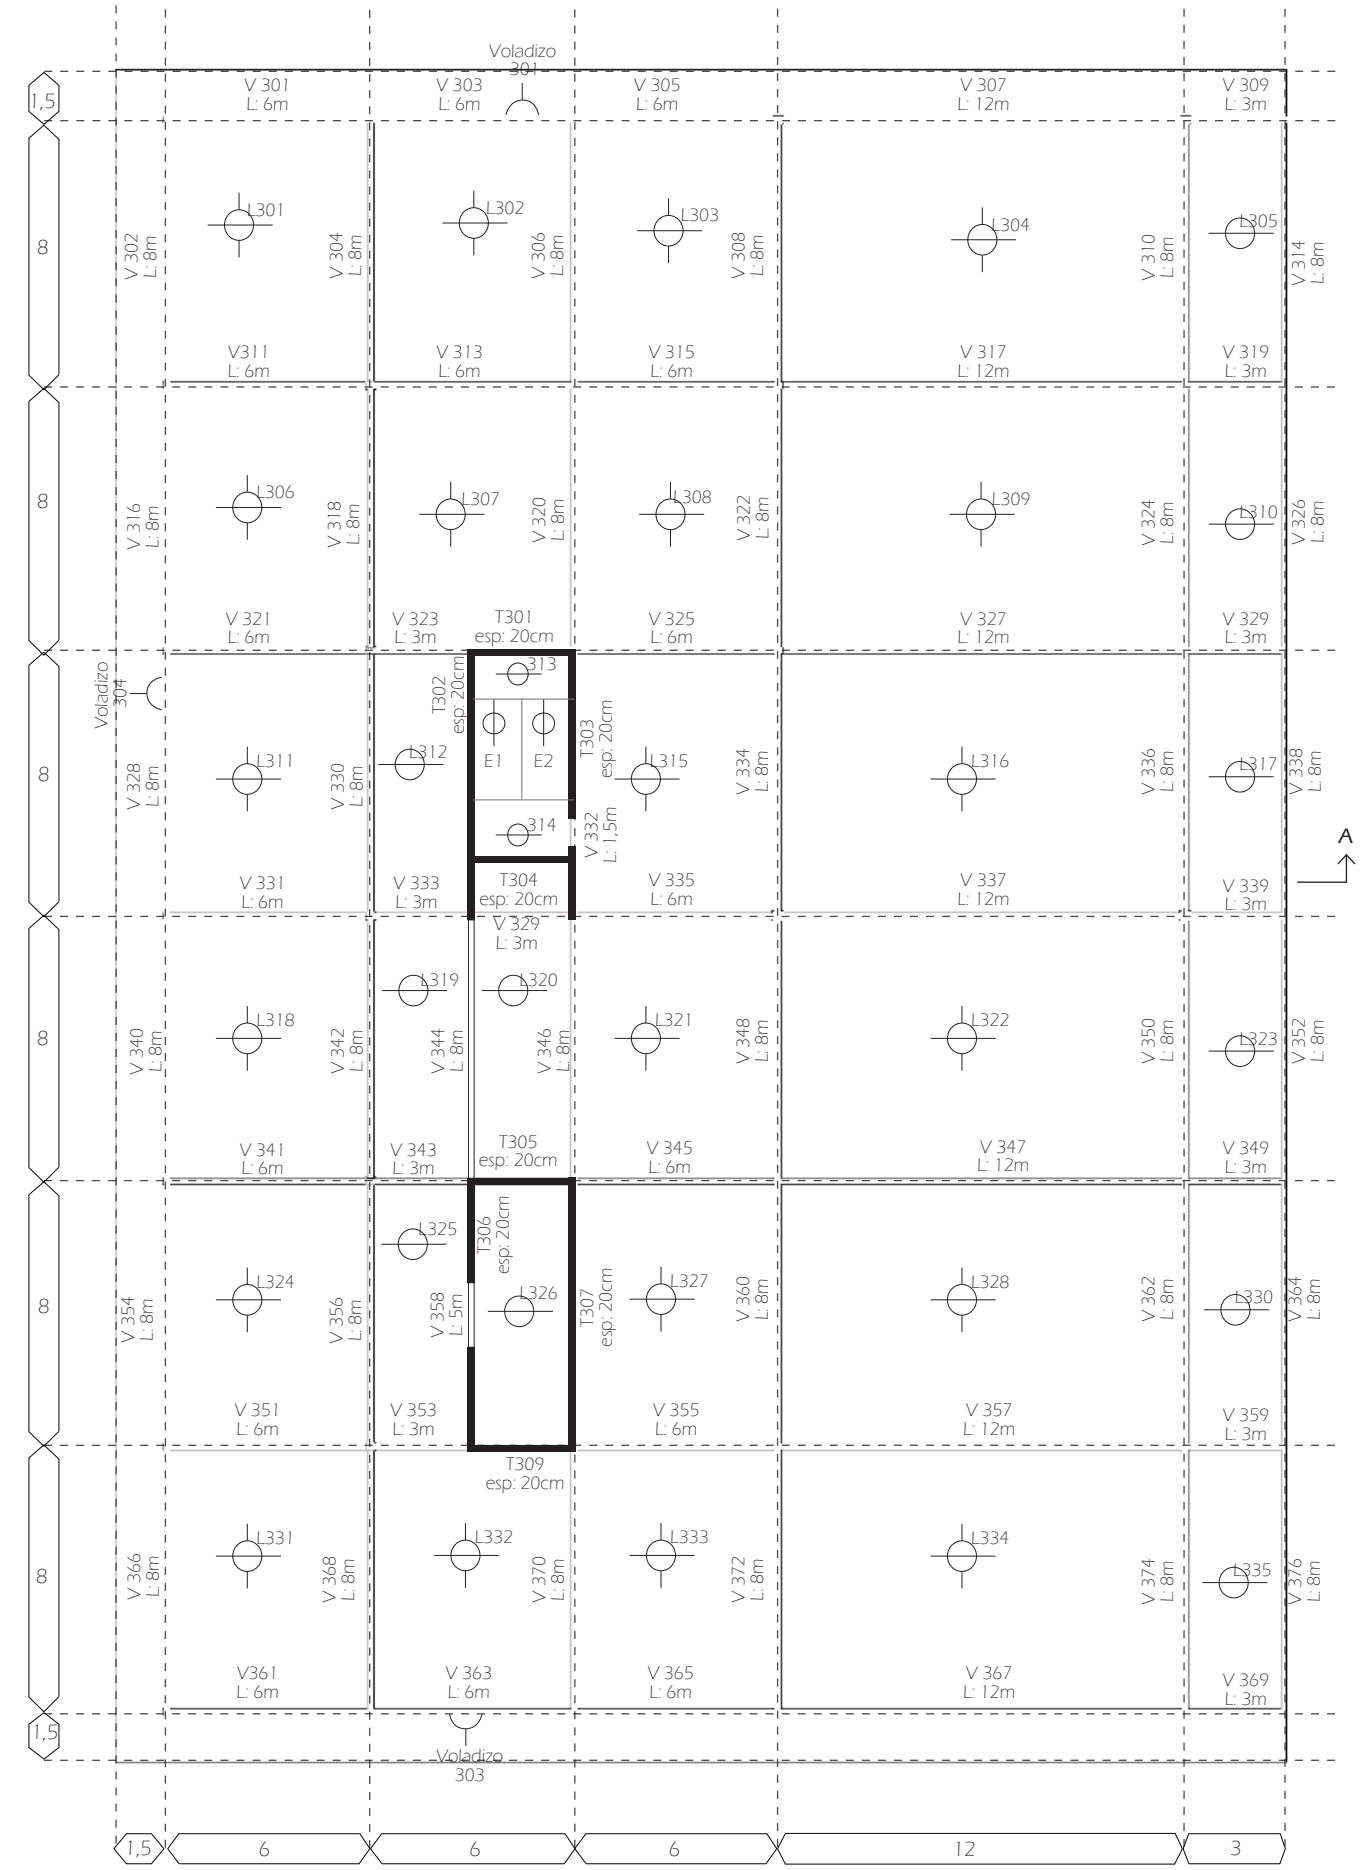 Voladizo
301
V 301
L: 6m
V 303
L: 6m
V 305
L: 6m
V 307
L: 12m
V 309
L: 3m
1,5
8
V 302
L: 8m
L301
V 304
L: 8m
L302
V 306
L: 8m
L303
V 308
L: 8m
L304
V 310
L: 8m
L305
V 314
L: 8m
V311
L: 6m
V 313
L: 6m
V 315
L: 6m
V 317
L: 12m
V 319
L: 3m
8
V 316
L: 8m
L306
V 318
L: 8m
L307
V 320
L: 8m
L308
V 322
L: 8m
L309
V 324
L: 8m
L310
V 326
L: 8m
V 321
L: 6m
V 323
L: 3m
T301
esp: 20cm
V 325
L: 6m
V 327
L: 12m
V 329
L: 3m
Voladizo
304
8
V 328
L: 8m
L311
V 330
L: 8m
L312
T302
esp: 20cm
313
E1
E2
314
T303
esp: 20cm
V 332
L: 1,5m
L315
V 334
L: 8m
L316
V 336
L: 8m
L317
V 338
L: 8m
A
V 331
L: 6m
V 333
L: 3m
T304
esp: 20cm
V 335
L: 6m
V 337
L: 12m
V 339
L: 3m
V 329
L: 3m
8
V 340
L: 8m
L318
V 342
L: 8m
L319
V 344
L: 8m
L320
V 346
L: 8m
L321
V 348
L: 8m
L322
V 350
L: 8m
L323
V 352
L: 8m
V 341
L: 6m
V 343
L: 3m
T305
esp: 20cm
V 345
L: 6m
V 347
L: 12m
V 349
L: 3m
8
V 354
L: 8m
L324
V 356
L: 8m
L325
V 358
L: 5m
T306
esp: 20cm
L326
T307
esp: 20cm
L327
V 360
L: 8m
L328
V 362
L: 8m
L330
V 364
L: 8m
V 351
L: 6m
V 353
L: 3m
V 355
L: 6m
V 357
L: 12m
V 359
L: 3m
T309
esp: 20cm
8
V 366
L: 8m
L331
V 368
L: 8m
L332
V 370
L: 8m
L333
V 372
L: 8m
L334
V 374
L: 8m
L335
V 376
L: 8m
V361
L: 6m
V 363
L: 6m
V 365
L: 6m
V 367
L: 12m
V 369
L: 3m
1,5
Voladizo
303
1,5
6
6
6
12
3